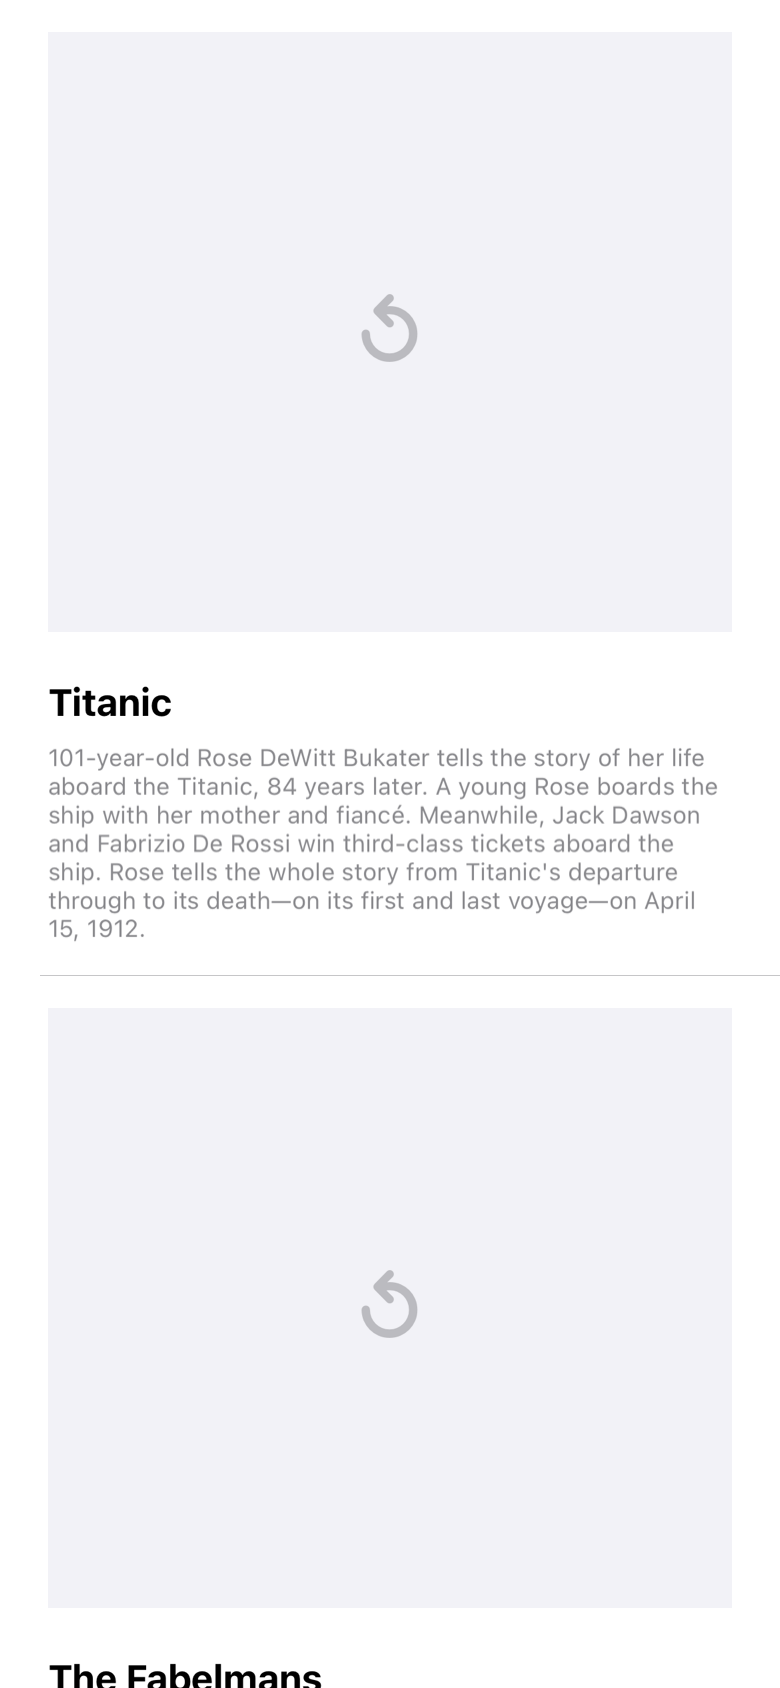 Titanic
101-year-old Rose DeWitt Bukater tells the story of her life
aboard the Titanic, 84 years later. A young Rose boards the
ship with her mother and fiancé. Meanwhile, Jack Dawson
and Fabrizio De Rossi win third-class tickets aboard the
ship. Rose tells the whole story from Titanic's departure
through to its death—on its first and last voyage—on April
15, 1912.
The Fabelmans